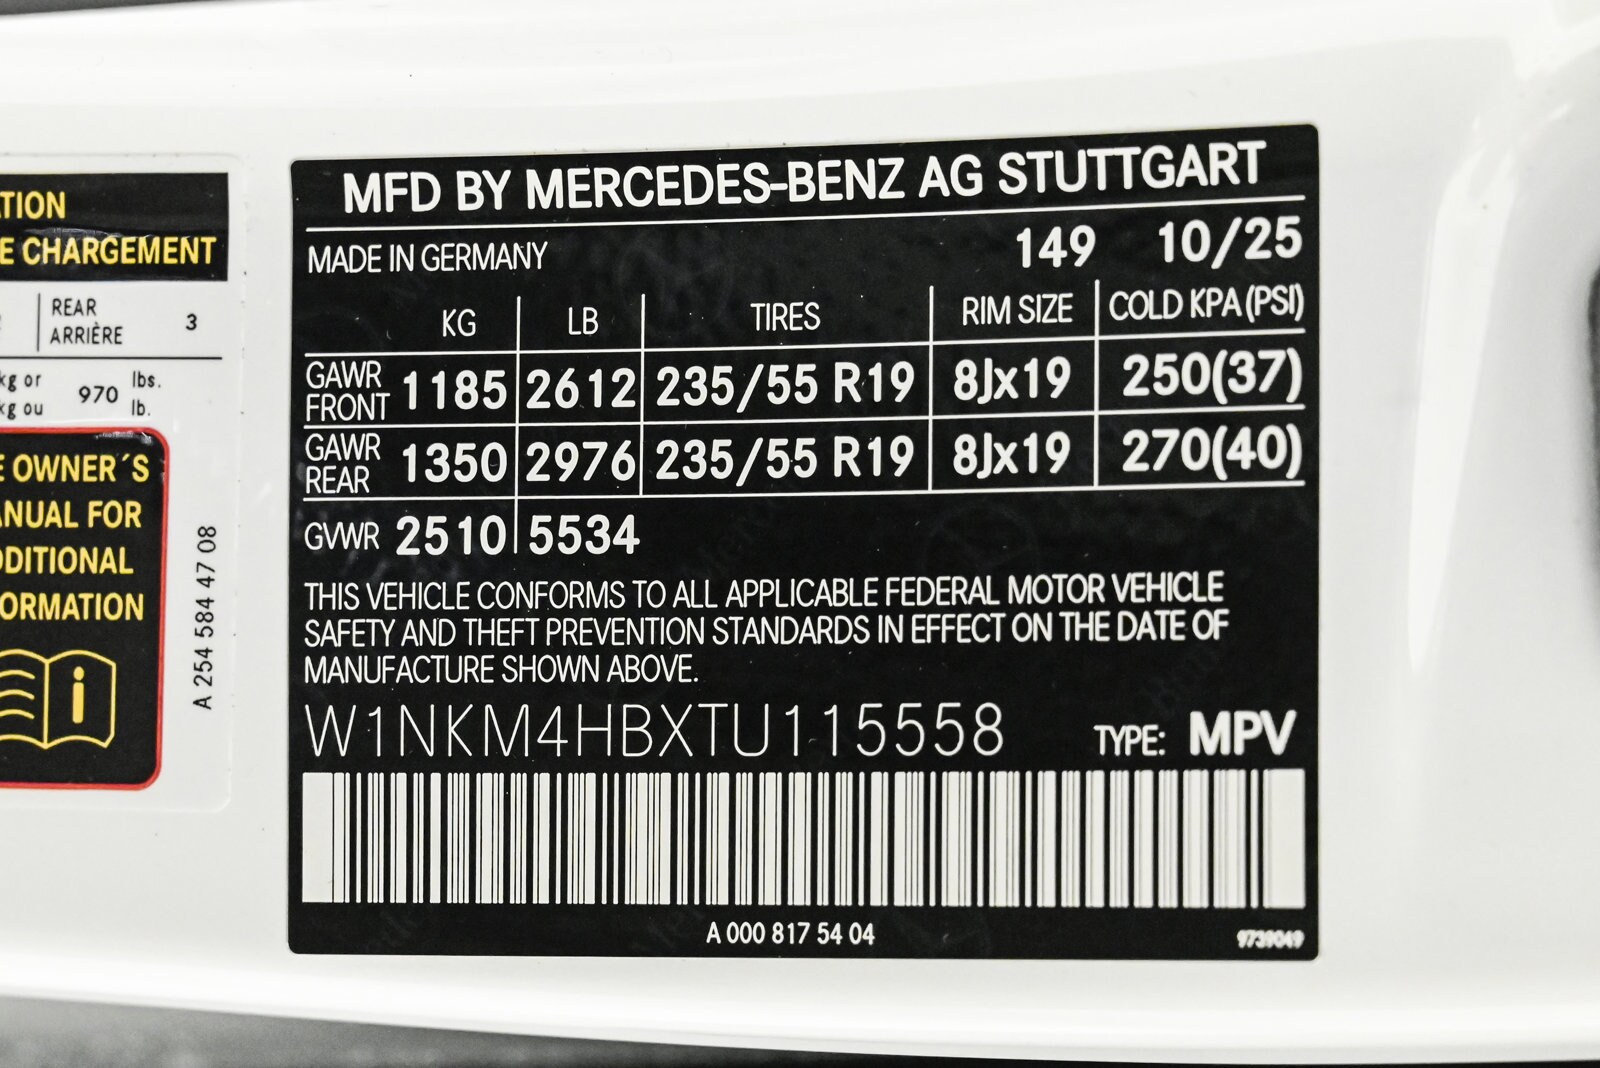 TION
E CHARGEMENT
REAR
ARRIÈRE 3
kg or 970 lbs.
kg ou lb.
E OWNER´S
ANUAL FOR
DDITIONAL
ORMATION
i
A 254 584 47 08
MFD BY MERCEDES-BENZ AG STUTTGART
MADE IN GERMANY 149 10/25
KG LB TIRES RIM SIZE COLD KPA(PSI)
GAWR FRONT 1185 2612 235/55 R19 8Jx19 250(37)
GAWR REAR 1350 2976 235/55 R19 8Jx19 270(40)
GVWR 2510 5534
THIS VEHICLE CONFORMS TO ALL APPLICABLE FEDERAL MOTOR VEHICLE
SAFETY AND THEFT PREVENTION STANDARDS IN EFFECT ON THE DATE OF
MANUFACTURE SHOWN ABOVE.
W1NKM4HBXTU115558 TYPE: MPV
A 000 817 54 04
9739049